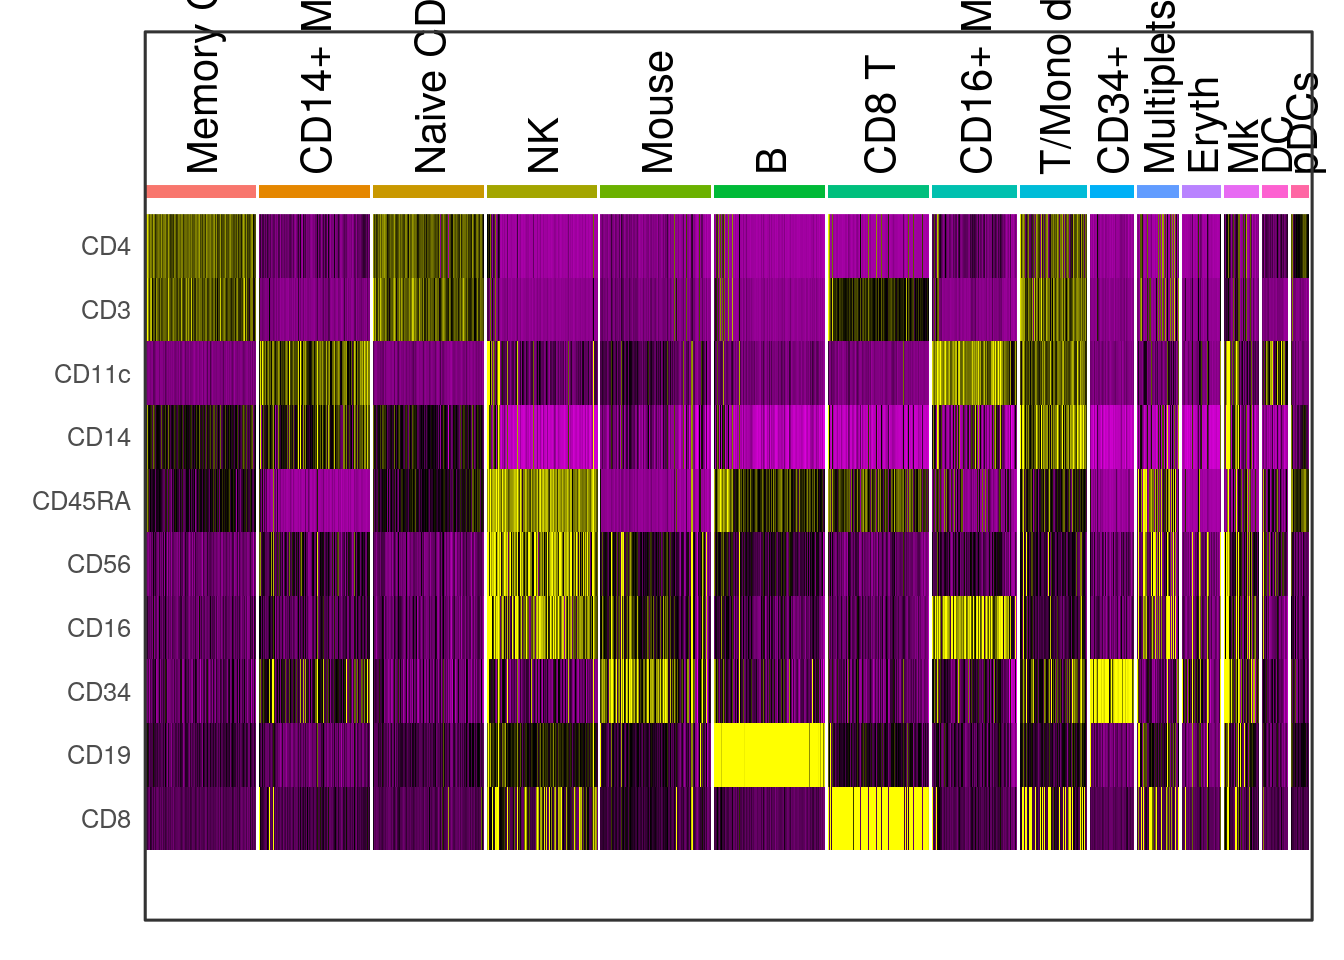 Memory
CD14+
Naive
NK
Mouse
B
CD8 T
CD16+
T/Mono
CD34+
Multiplets
Eryth
Mk
DC
pDCs
CD4
CD3
CD11c
CD14
CD45RA
CD56
CD16
CD34
CD19
CD8